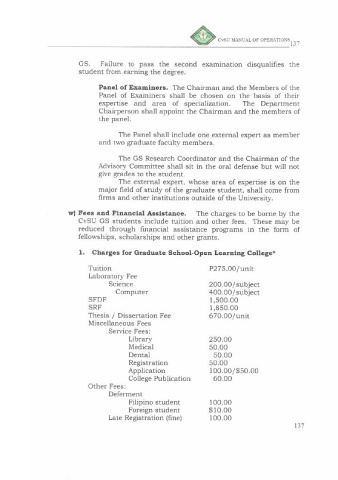 CvSU MANUAL OF OPERATIONS 137
GS. Failure to pass the second examination disqualifies the
student from earning the degree.
Panel of Examiners. The Chairman and the Members of the
Panel of Examiners shall be chosen on the basis of their
expertise and area of specialization. The Department
Chairperson shall appoint the Chairman and the members of
the panel.
The Panel shall include one external expert as member
and two graduate faculty members.
The GS Research Coordinator and the Chairman of the
Advisory Committee shall sit in the oral defense but will not
give grades to the student.
The external expert, whose area of expertise is on the
major field of study of the graduate student, shall come from
firms and other institutions outside of the University.
w) Fees and Financial Assistance. The charges to be borne by the
CvSU GS students include tuition and other fees. These may be
reduced through financial assistance programs in the form of
fellowships, scholarships and other grants.
1. Charges for Graduate School-Open Learning College*
Tuition P275.00/unit
Laboratory Fee
Science 200.00/subject
Computer 400.00/subject
SFDF 1,500.00
SRF 1,850.00
Thesis / Dissertation Fee 670.00/unit
Miscellaneous Fees
Service Fees:
Library 250.00
Medical 50.00
Dental 50.00
Registration 50.00
Application 100.00/$50.00
College Publication 60.00
Other Fees:
Deferment
Filipino student 100.00
Foreign student $10.00
Late Registration (fine) 100.00
137